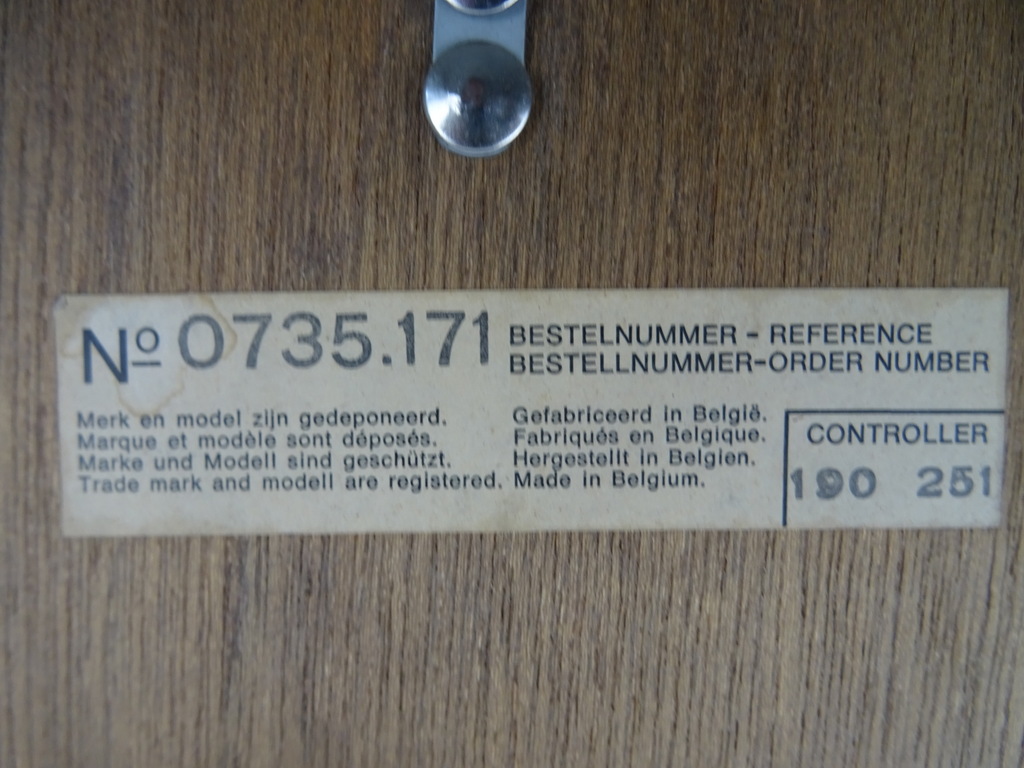 Nº 0735.171
BESTELNUMMER - REFERENCE
BESTELLNUMMER-ORDER NUMBER
Merk en model zijn gedeponeerd.
Marque et modèle sont déposés.
Marke und Modell sind geschützt.
Trade mark and modell are registered.
Gefabriceerd in België.
Fabriqués en Belgique.
Hergestellt in Belgien.
Made in Belgium.
CONTROLLER
190 251